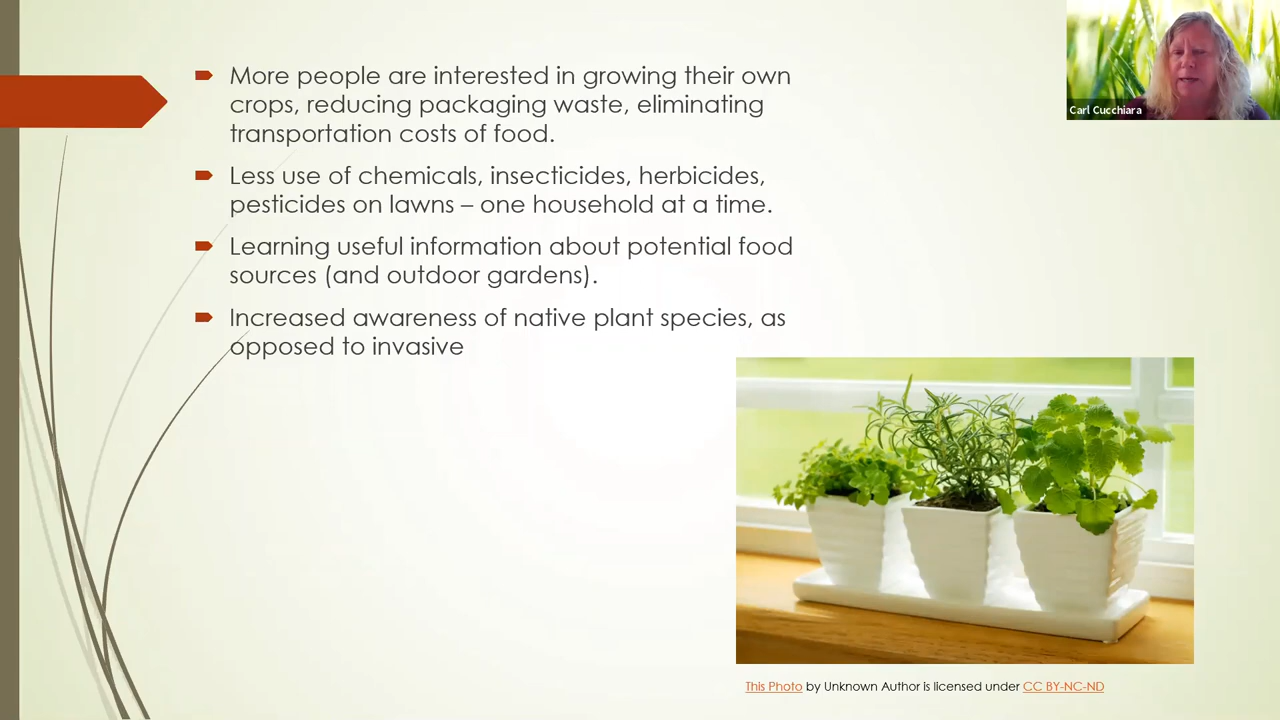 More people are interested in growing their own
crops, reducing packaging waste, eliminating
transportation costs of food.
Less use of chemicals, insecticides, herbicides,
pesticides on lawns – one household at a time.
Learning useful information about potential food
sources (and outdoor gardens).
Increased awareness of native plant species, as
opposed to invasive
Carl Cucchiara
This Photo by Unknown Author is licensed under CC BY-NC-ND